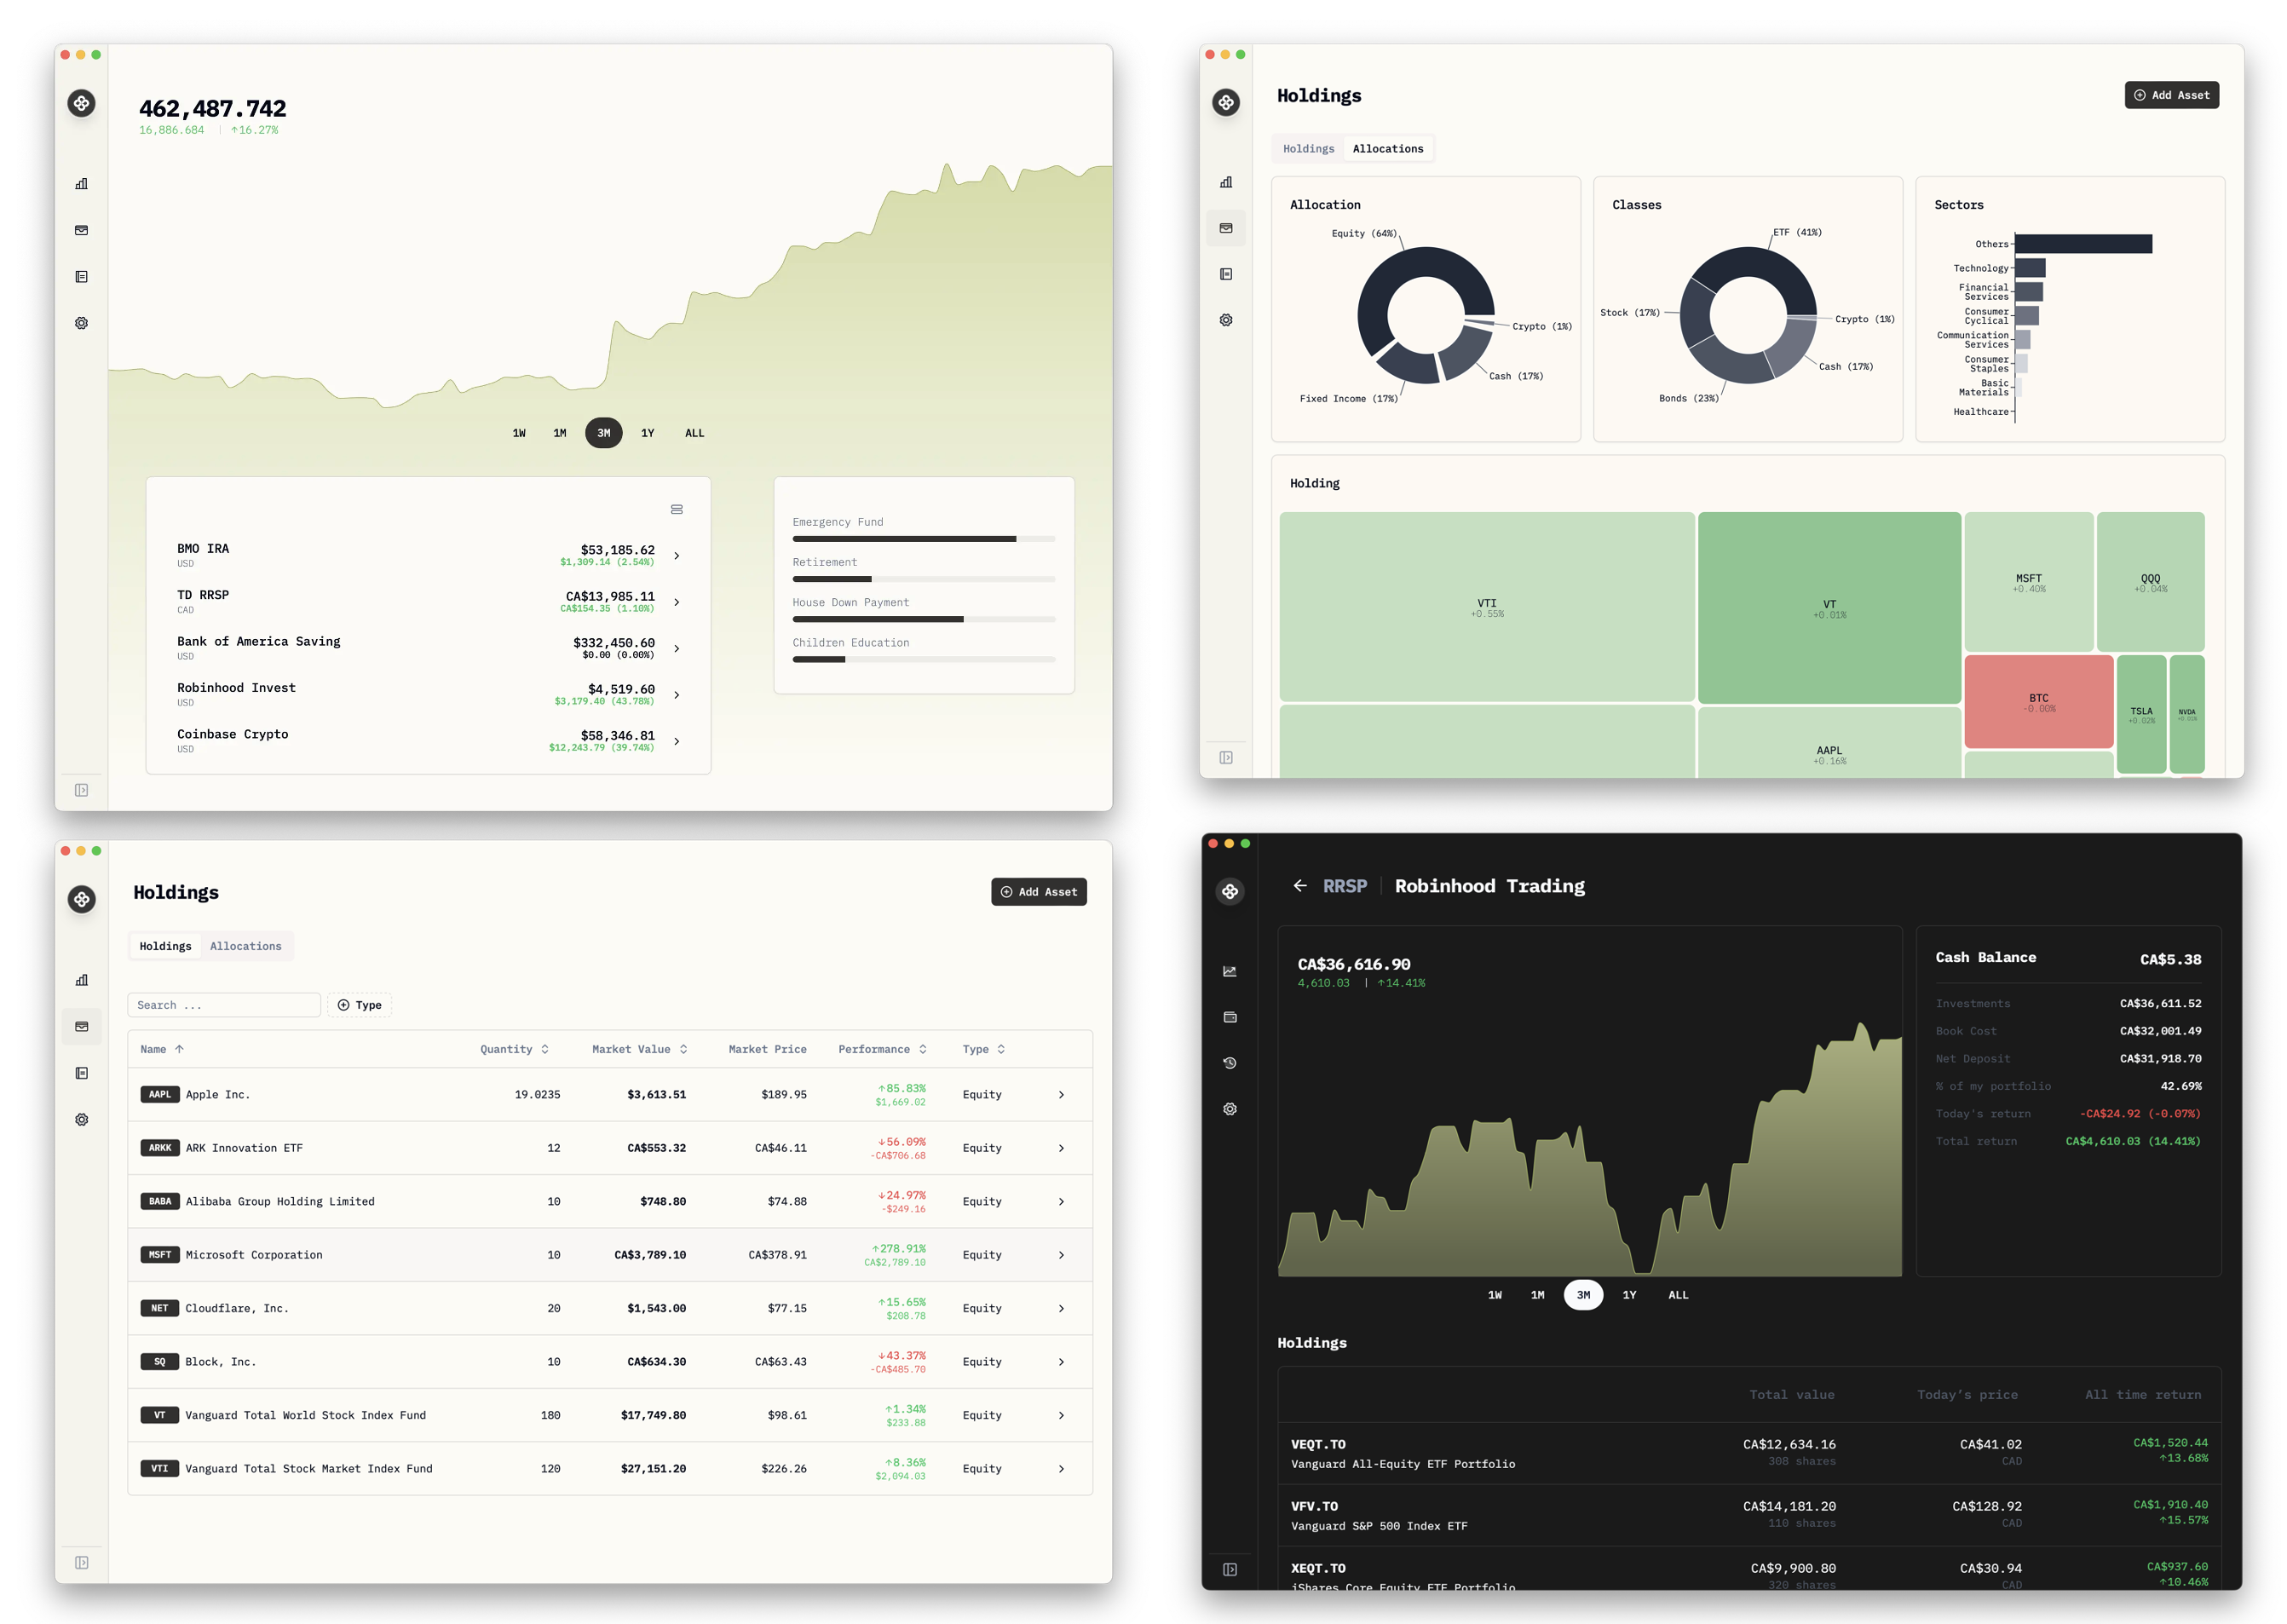 462,487.742
16,886.684 | ↑16.27%
1W 1M 3M 1Y ALL
BMO IRA $53,185.62
USD $1,309.14 (2.54%)
TD RRSP CA$13,985.11
CAD CA$154.35 (1.10%)
Bank of America Saving $332,450.60
USD $0.00 (0.00%)
Robinhood Invest $4,519.60
USD $3,179.40 (43.78%)
Coinbase Crypto $58,346.81
USD $12,243.79 (39.74%)
Emergency Fund
Retirement
House Down Payment
Children Education
Holdings
Add Asset
Holdings Allocations
Allocation
Equity (64%)
Crypto (1%)
Cash (17%)
Fixed Income (17%)
Classes
ETF (41%)
Stock (17%)
Crypto (1%)
Cash (17%)
Bonds (23%)
Sectors
Others
Technology
Financial
Services
Consumer
Cyclical
Communication
Services
Consumer
Staples
Basic
Materials
Healthcare
Holding
VTI
+0.55%
VT
+0.01%
MSFT
+0.40%
QQQ
+0.04%
BTC
-0.00%
TSLA
+0.02%
NVDA
AAPL
+0.16%
Holdings
Add Asset
Holdings Allocations
Search ...
Type
Name ↑ Quantity Market Value Market Price Performance Type
AAPL Apple Inc. 19.0235 $3,613.51 $189.95 ↑85.83% Equity
$1,669.02
ARKK ARK Innovation ETF 12 CA$553.32 CA$46.11 ↓56.09% Equity
-CA$706.68
BABA Alibaba Group Holding Limited 10 $748.80 $74.88 ↓24.97% Equity
-$249.16
MSFT Microsoft Corporation 10 CA$3,789.10 CA$378.91 ↑278.91% Equity
CA$2,789.10
NET Cloudflare, Inc. 20 $1,543.00 $77.15 ↑15.65% Equity
$208.78
SQ Block, Inc. 10 CA$634.30 CA$63.43 ↓43.37% Equity
-CA$485.70
VT Vanguard Total World Stock Index Fund 180 $17,749.80 $98.61 ↑1.34% Equity
$233.88
VTI Vanguard Total Stock Market Index Fund 120 $27,151.20 $226.26 ↑8.36% Equity
$2,094.03
← RRSP | Robinhood Trading
CA$36,616.90
4,610.03 | ↑14.41%
1W 1M 3M 1Y ALL
Cash Balance CA$5.38
Investments CA$36,611.52
Book Cost CA$32,001.49
Net Deposit CA$31,918.70
% of my portfolio 42.69%
Today's return -CA$24.92 (-0.07%)
Total return CA$4,610.03 (14.41%)
Holdings
Total value Today's price All time return
VEQT.TO CA$12,634.16 CA$41.02 CA$1,520.44
Vanguard All-Equity ETF Portfolio 308 shares CAD ↑13.68%
VFV.TO CA$14,181.20 CA$128.92 CA$1,910.40
Vanguard S&P 500 Index ETF 110 shares CAD ↑15.57%
XEQT.TO CA$9,900.80 CA$30.94 CA$937.60
iShares Core Equity ETF Portfolio 320 shares CAD ↑10.46%